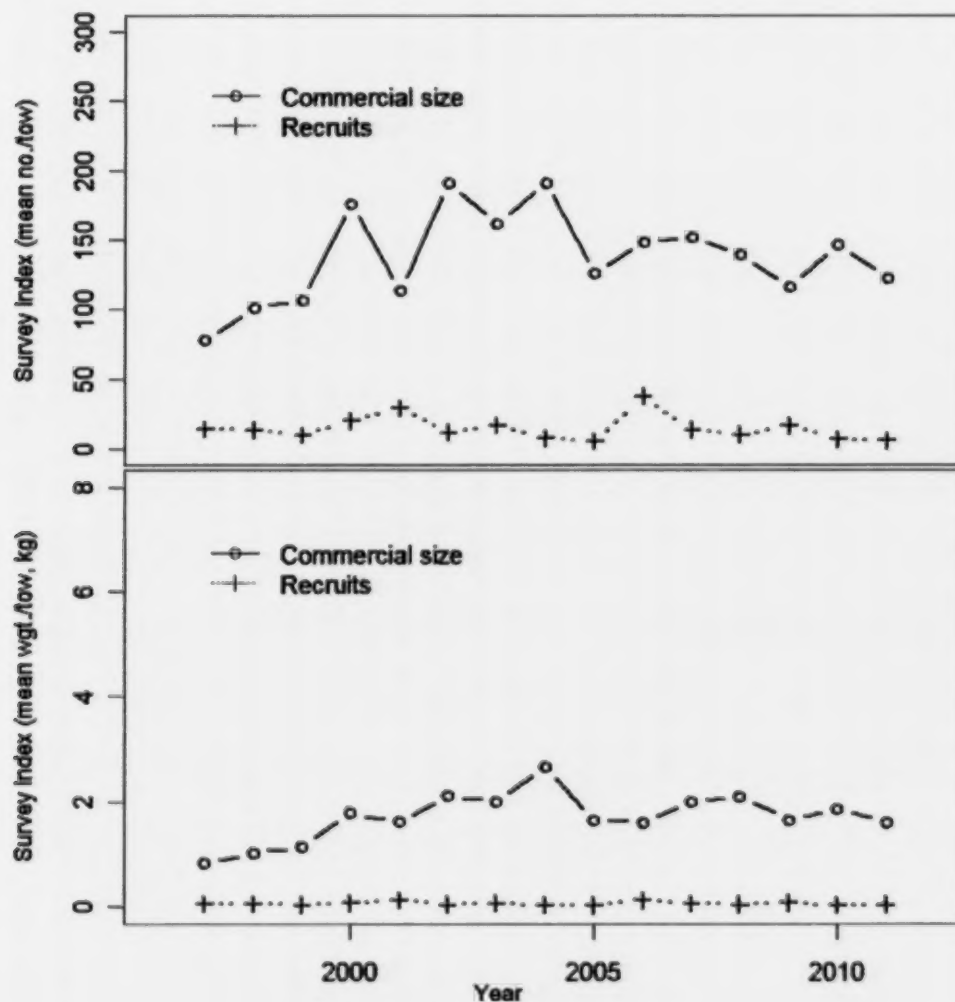 Survey Index (mean no./tow)
300
250
200
150
100
50
0
Commercial size
Recruits
Survey Index (mean wgt./tow, kg)
8
6
4
2
0
Commercial size
Recruits
2000
2005
2010
Year